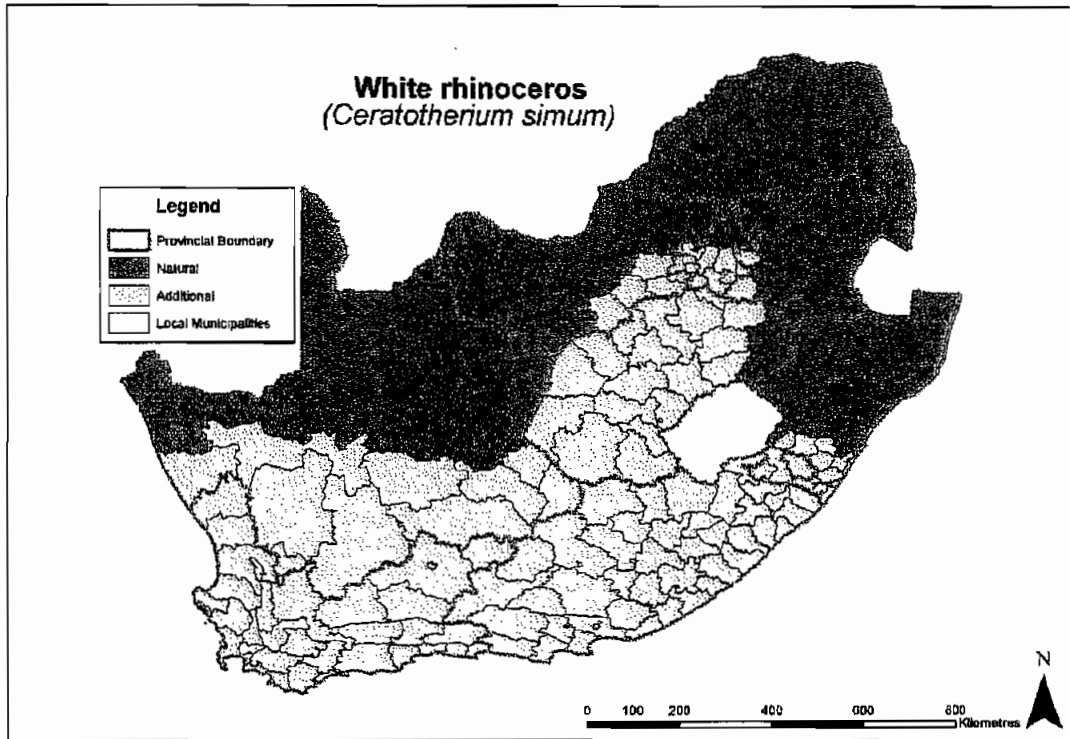 White rhinoceros
(Ceratotherium simum)
Legend
Provincial Boundary
Natural
Additional
Local Municipalities
N
0 100 200 400 600 800
Kilometres